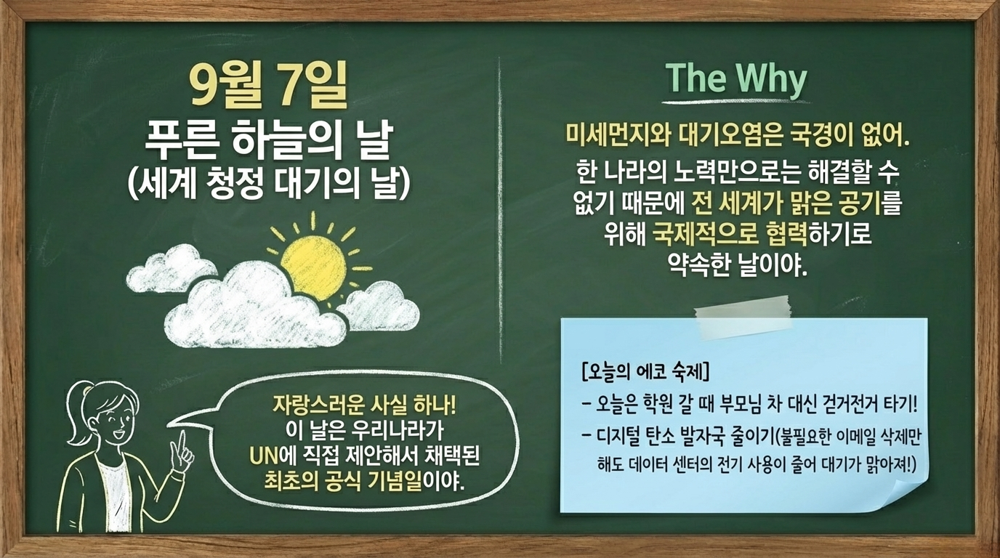 9월 7일
푸른 하늘의 날
(세계 청정 대기의 날)
자랑스러운 사실 하나!
이 날은 우리나라가
UN에 직접 제안해서 채택된
최초의 공식 기념일이야.
The Why
미세먼지와 대기오염은 국경이 없어.
한 나라의 노력만으로는 해결할 수
없기 때문에 전 세계가 맑은 공기를
위해 국제적으로 협력하기로
약속한 날이야.
[오늘의 에코 숙제]
- 오늘은 학원 갈 때 부모님 차 대신 걷거전거 타기!
- 디지털 탄소 발자국 줄이기(불필요한 이메일 삭제만
해도 데이터 센터의 전기 사용이 줄어 대기가 맑아져!)